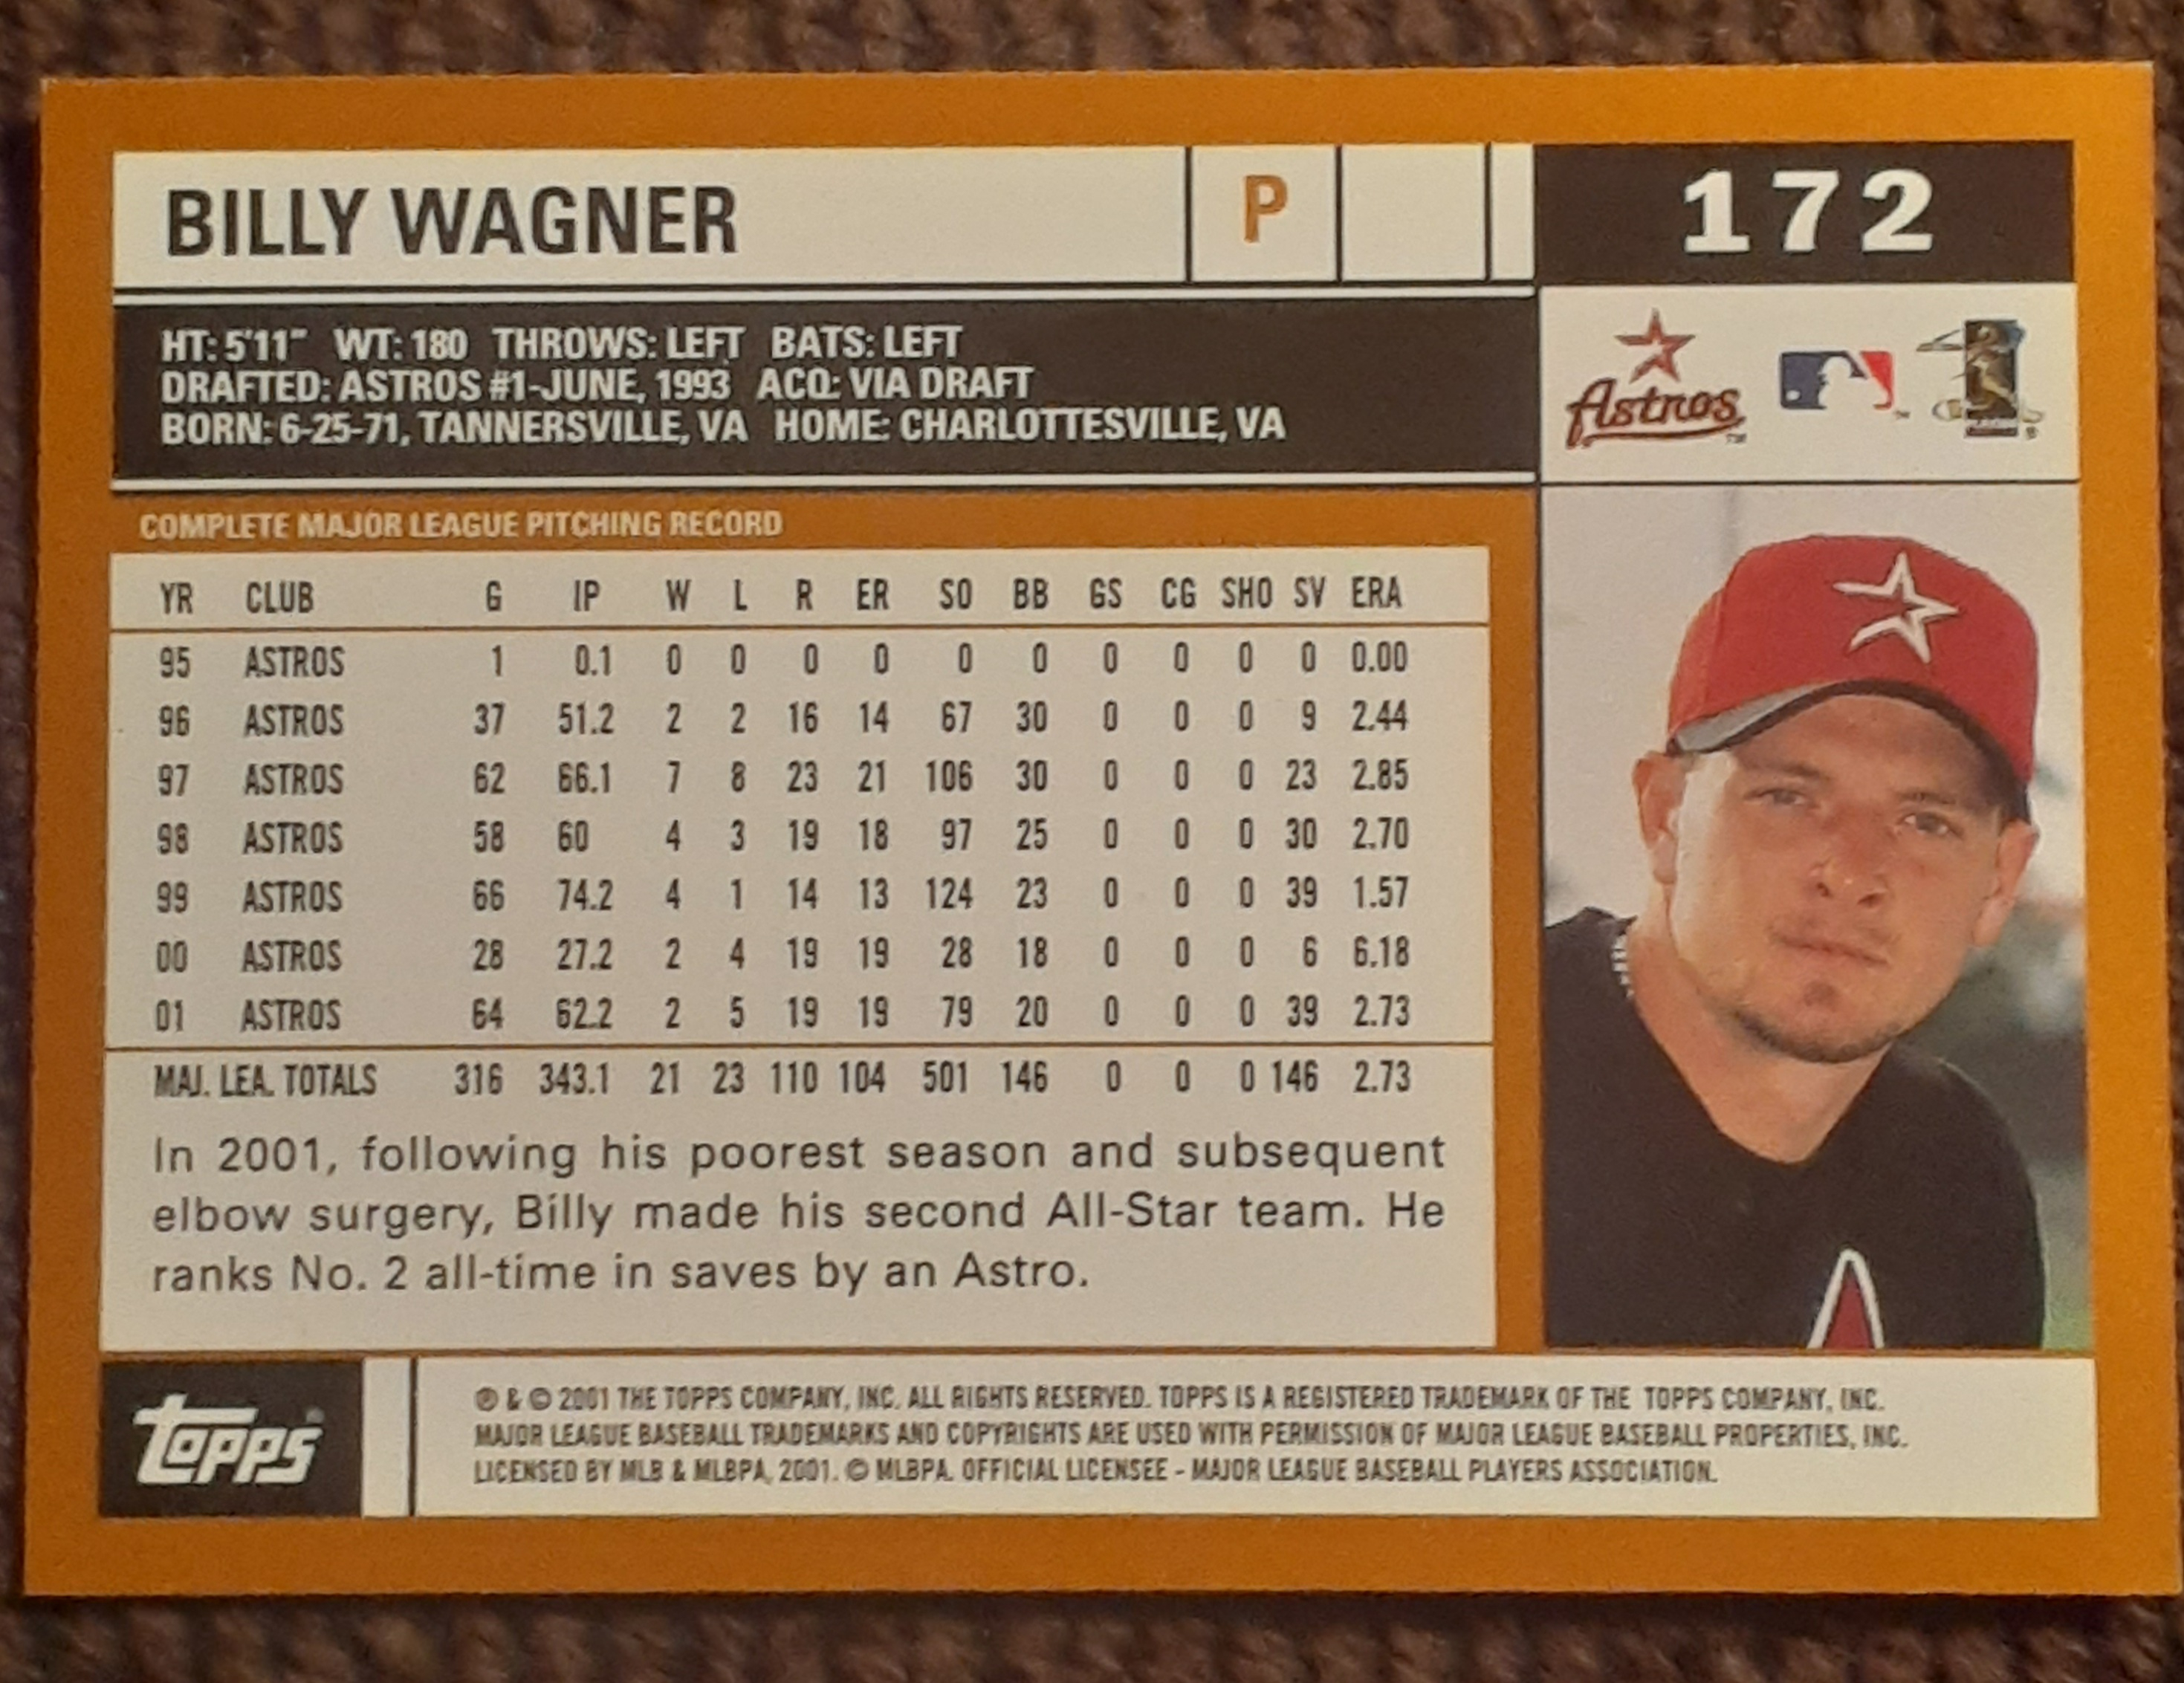 BILLY WAGNER P 172
HT: 5'11" WT: 180 THROWS: LEFT BATS: LEFT
DRAFTED: ASTROS #1-JUNE, 1993 ACQ: VIA DRAFT
BORN: 6-25-71, TANNERSVILLE, VA HOME: CHARLOTTESVILLE, VA
Astros™
COMPLETE MAJOR LEAGUE PITCHING RECORD
YR CLUB G IP W L R ER SO BB GS CG SHO SV ERA
95 ASTROS 1 0.1 0 0 0 0 0 0 0 0 0 0 0.00
96 ASTROS 37 51.2 2 2 16 14 67 30 0 0 0 9 2.44
97 ASTROS 62 66.1 7 8 23 21 106 30 0 0 0 23 2.85
98 ASTROS 58 60 4 3 19 18 97 25 0 0 0 30 2.70
99 ASTROS 66 74.2 4 1 14 13 124 23 0 0 0 39 1.57
00 ASTROS 28 27.2 2 4 19 19 28 18 0 0 0 6 6.18
01 ASTROS 64 62.2 2 5 19 19 79 20 0 0 0 39 2.73
MAJ. LEA. TOTALS 316 343.1 21 23 110 104 501 146 0 0 0 146 2.73
In 2001, following his poorest season and subsequent
elbow surgery, Billy made his second All-Star team. He
ranks No. 2 all-time in saves by an Astro.
topps®
® & © 2001 THE TOPPS COMPANY, INC. ALL RIGHTS RESERVED. TOPPS IS A REGISTERED TRADEMARK OF THE TOPPS COMPANY, INC.
MAJOR LEAGUE BASEBALL TRADEMARKS AND COPYRIGHTS ARE USED WITH PERMISSION OF MAJOR LEAGUE BASEBALL PROPERTIES, INC.
LICENSED BY MLB & MLBPA, 2001. © MLBPA. OFFICIAL LICENSEE - MAJOR LEAGUE BASEBALL PLAYERS ASSOCIATION.